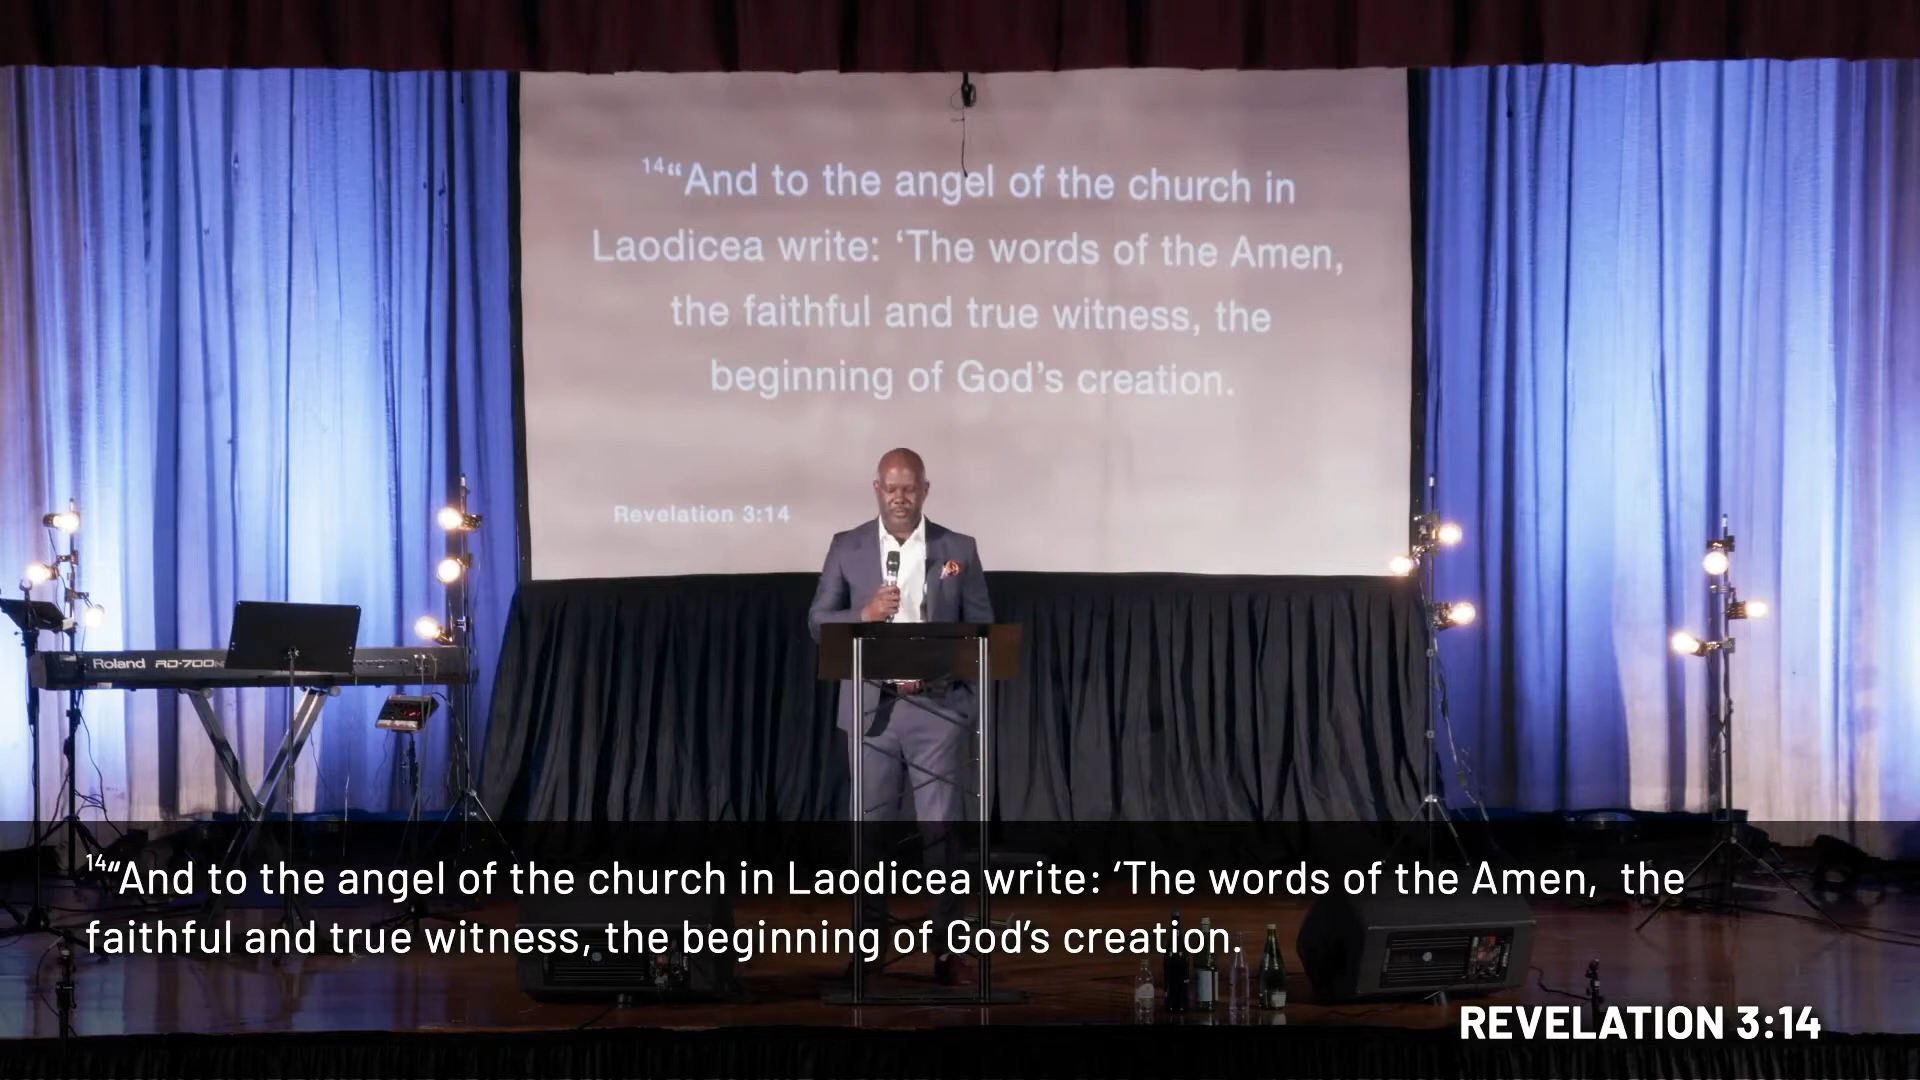 ¹⁴“And to the angel of the church in
Laodicea write: ‘The words of the Amen,
the faithful and true witness, the
beginning of God’s creation.
Revelation 3:14
Roland RD-700
¹⁴“And to the angel of the church in Laodicea write: ‘The words of the Amen, the
faithful and true witness, the beginning of God’s creation.
REVELATION 3:14